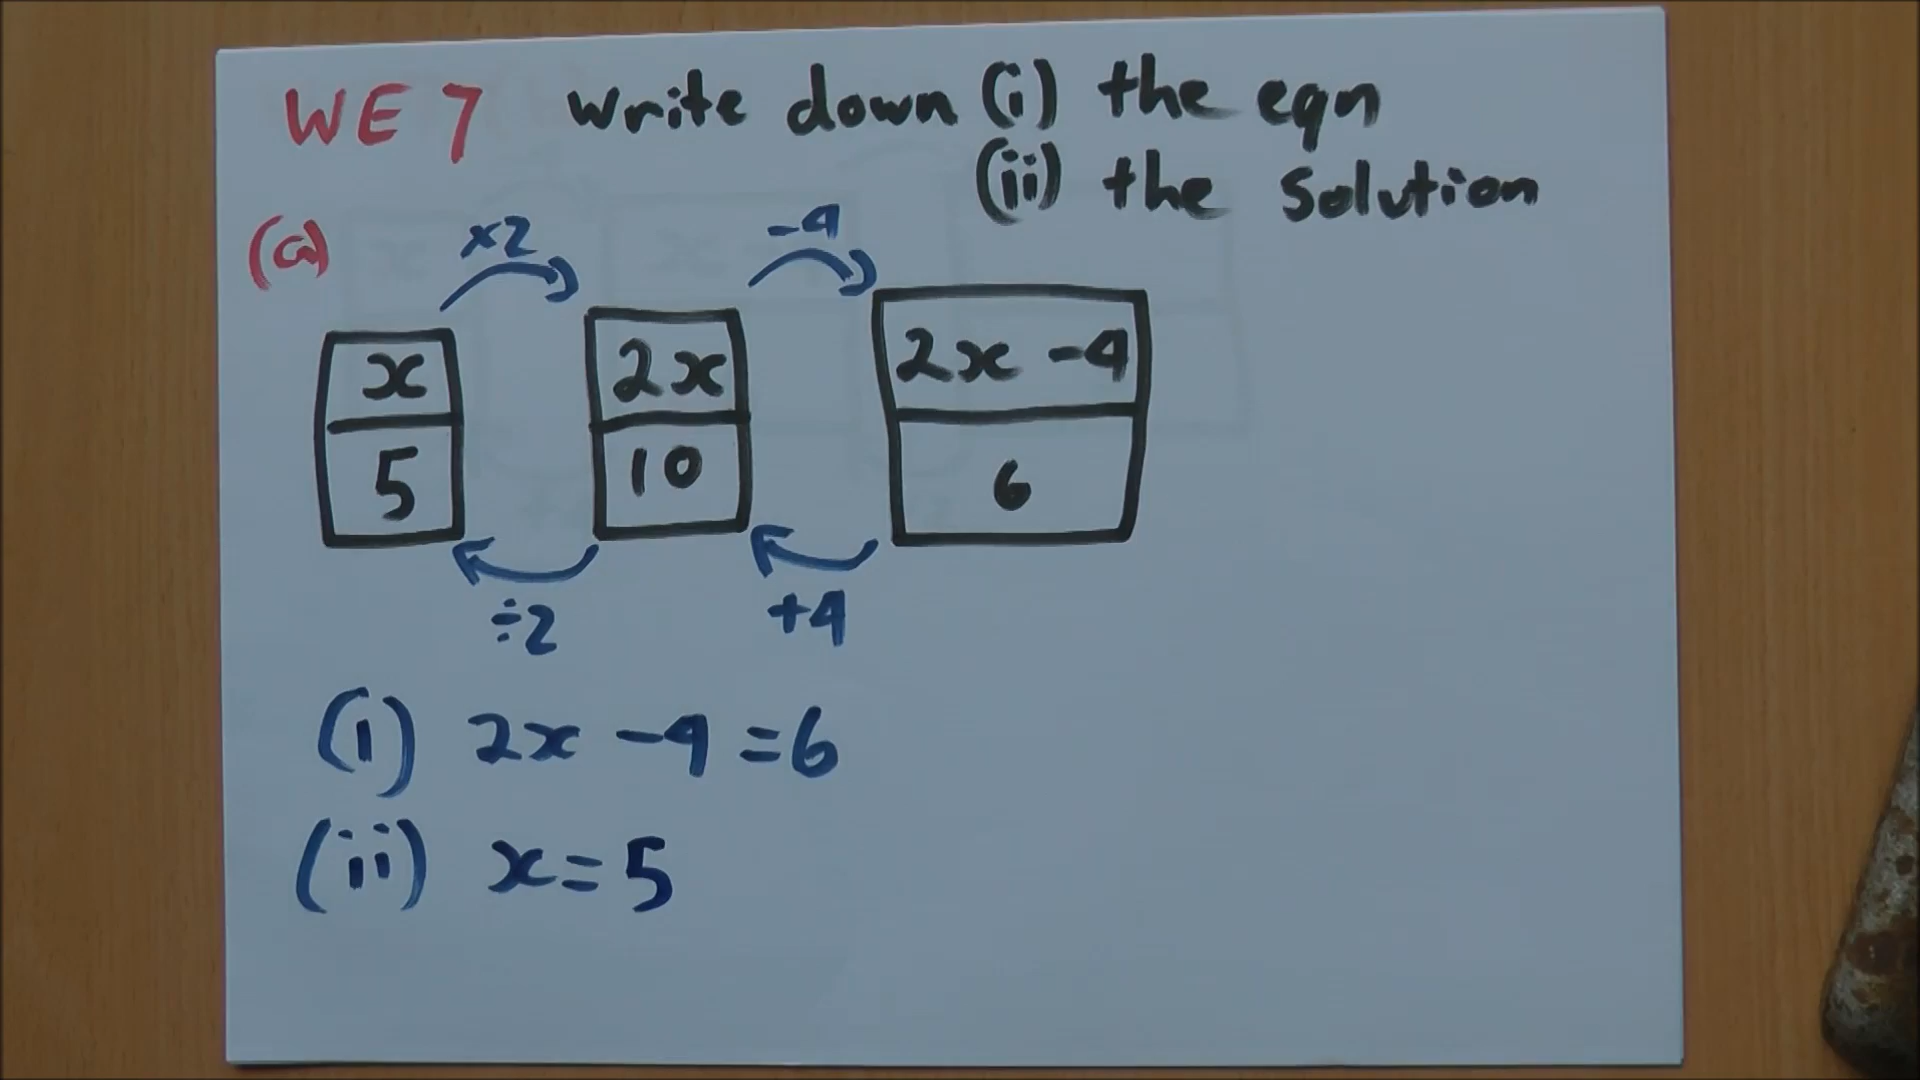 WE 7 Write down (i) the eqn
(ii) the solution
(a) ×2 -4
x 2x 2x -4
5 10 6
÷2 +4
(i) 2x -4 =6
(ii) x=5